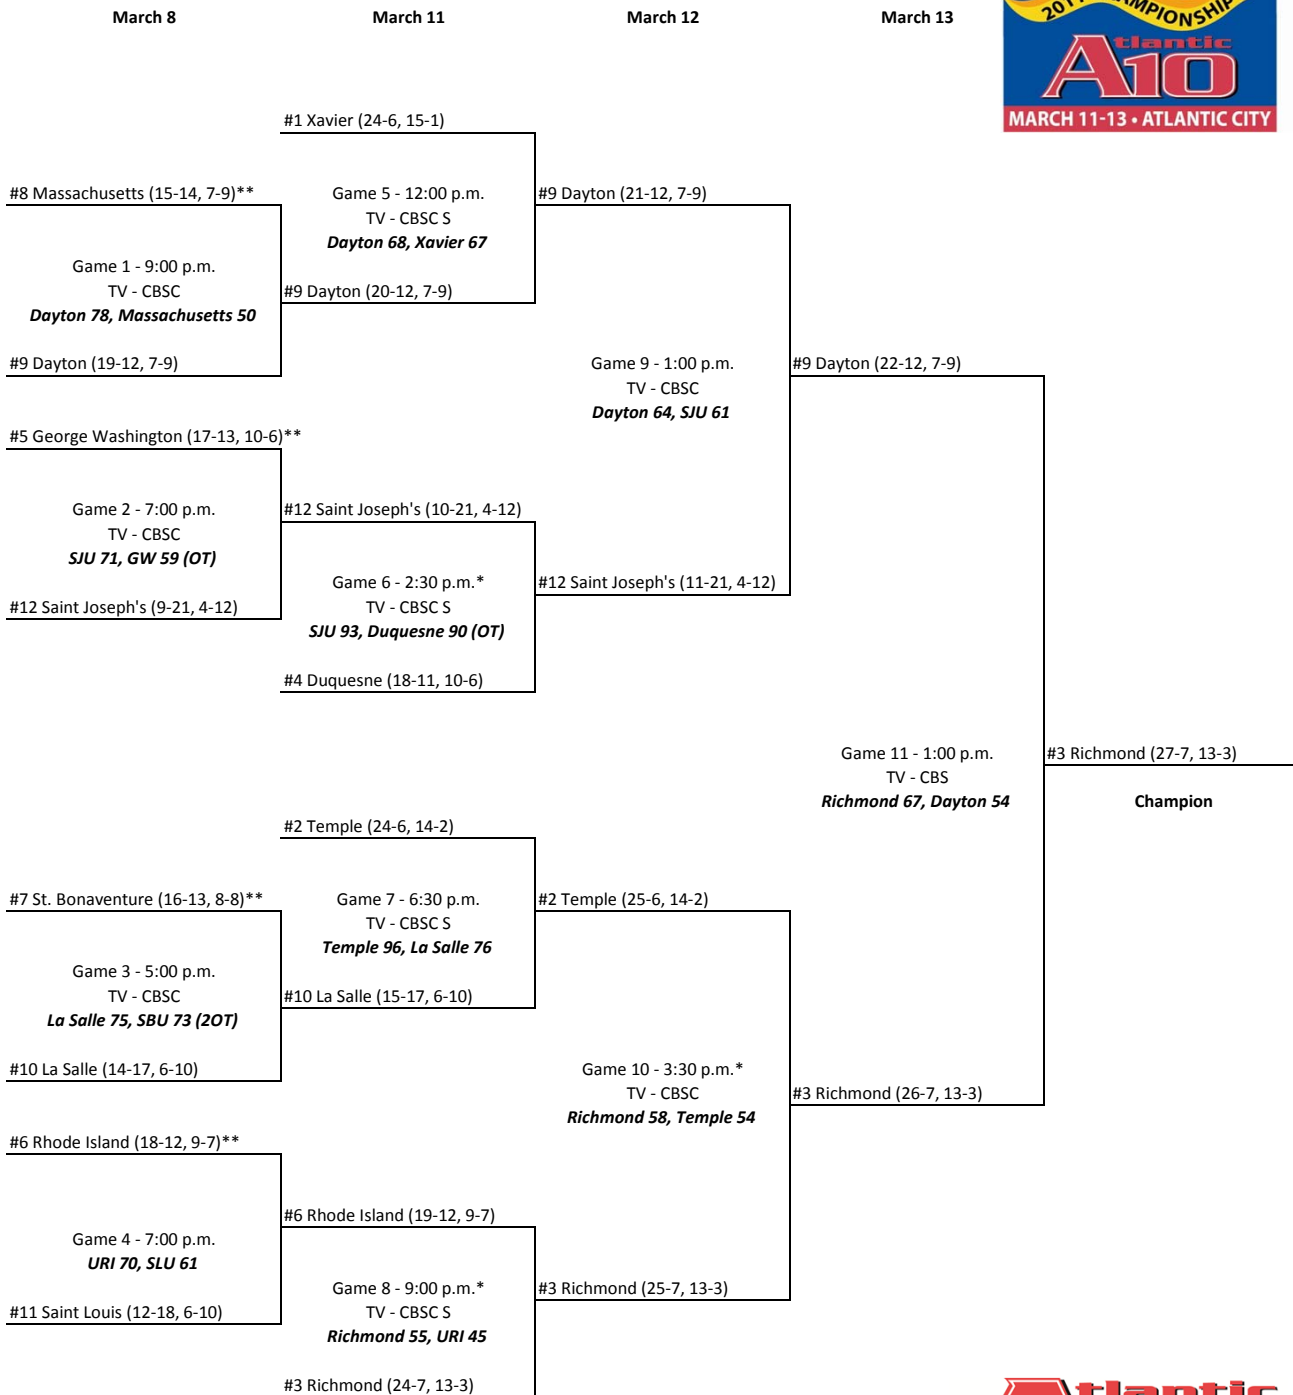 March 8
March 11
March 12
March 13
2011 CHAMPIONSHIP
Atlantic
A10
MARCH 11-13 • ATLANTIC CITY
#1 Xavier (24-6, 15-1)
#8 Massachusetts (15-14, 7-9)**
Game 5 - 12:00 p.m.
TV - CBSC S
Dayton 68, Xavier 67
#9 Dayton (21-12, 7-9)
Game 1 - 9:00 p.m.
TV - CBSC
Dayton 78, Massachusetts 50
#9 Dayton (20-12, 7-9)
#9 Dayton (19-12, 7-9)
Game 9 - 1:00 p.m.
TV - CBSC
Dayton 64, SJU 61
#9 Dayton (22-12, 7-9)
#5 George Washington (17-13, 10-6)**
Game 2 - 7:00 p.m.
TV - CBSC
SJU 71, GW 59 (OT)
#12 Saint Joseph's (10-21, 4-12)
#12 Saint Joseph's (9-21, 4-12)
Game 6 - 2:30 p.m.*
TV - CBSC S
SJU 93, Duquesne 90 (OT)
#12 Saint Joseph's (11-21, 4-12)
#4 Duquesne (18-11, 10-6)
Game 11 - 1:00 p.m.
TV - CBS
Richmond 67, Dayton 54
#3 Richmond (27-7, 13-3)
Champion
#2 Temple (24-6, 14-2)
#7 St. Bonaventure (16-13, 8-8)**
Game 7 - 6:30 p.m.
TV - CBSC S
Temple 96, La Salle 76
#2 Temple (25-6, 14-2)
Game 3 - 5:00 p.m.
TV - CBSC
La Salle 75, SBU 73 (2OT)
#10 La Salle (15-17, 6-10)
#10 La Salle (14-17, 6-10)
Game 10 - 3:30 p.m.*
TV - CBSC
Richmond 58, Temple 54
#3 Richmond (26-7, 13-3)
#6 Rhode Island (18-12, 9-7)**
Game 4 - 7:00 p.m.
URI 70, SLU 61
#6 Rhode Island (19-12, 9-7)
#11 Saint Louis (12-18, 6-10)
Game 8 - 9:00 p.m.*
TV - CBSC S
Richmond 55, URI 45
#3 Richmond (25-7, 13-3)
#3 Richmond (24-7, 13-3)
Atlantic